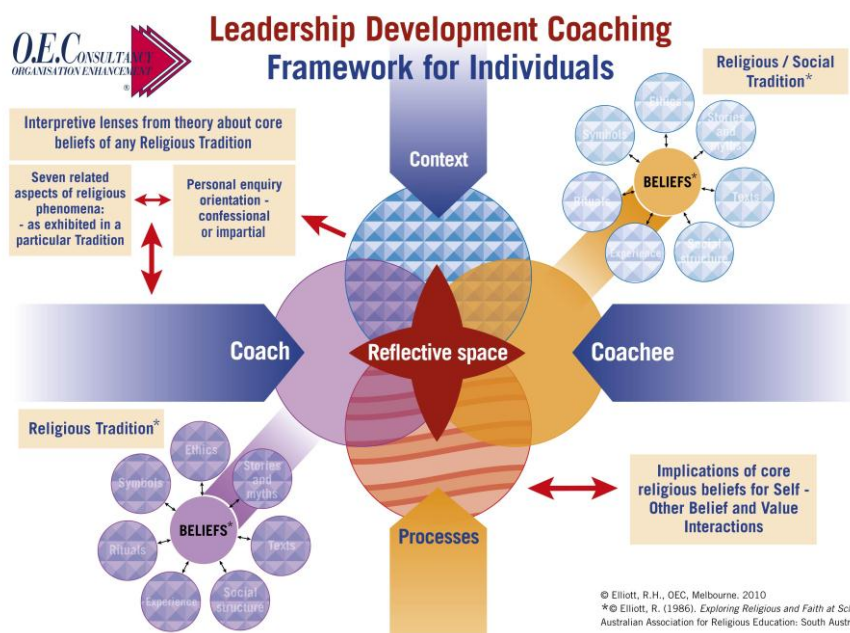 O.E.CONSULTANCY
ORGANISATION ENHANCEMENT
®
Leadership Development Coaching
Framework for Individuals
Religious / Social
Tradition*
Interpretive lenses from theory about core
beliefs of any Religious Tradition
Seven related
aspects of religious
phenomena:
- as exhibited in a
particular Tradition
Personal enquiry
orientation -
confessional
or impartial
Context
Ethics
Symbols
Stories
and
myths
BELIEFS*
Rituals
Texts
Experience
Social
structure
Coach
Reflective space
Coachee
Religious Tradition*
Ethics
Symbols
Stories
and
myths
BELIEFS*
Rituals
Texts
Experience
Social
structure
Processes
Implications of core
religious beliefs for Self -
Other Belief and Value
Interactions
© Elliott, R.H., OEC, Melbourne. 2010
*© Elliott, R. (1986). Exploring Religious and Faith at Sc
Australian Association for Religious Education: South Austr